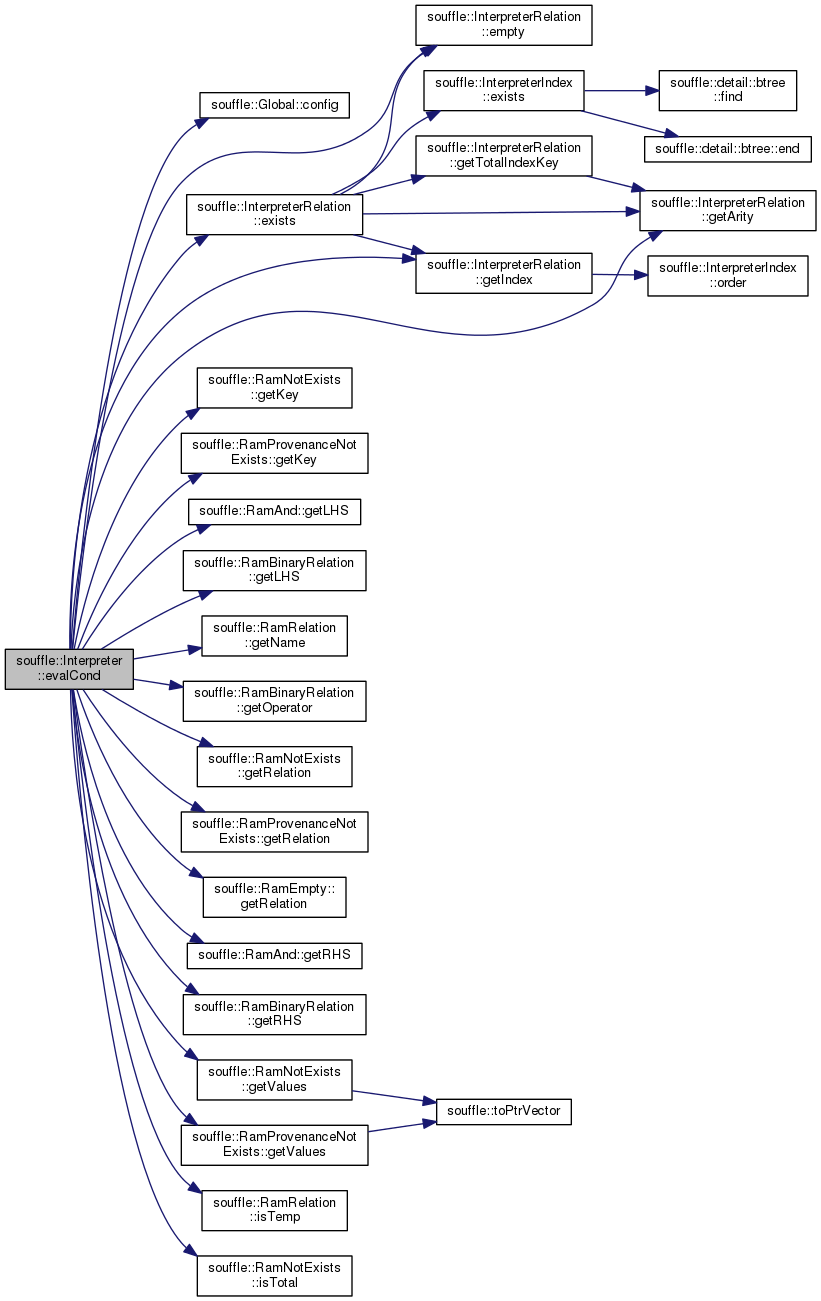 souffle::InterpreterRelation
::empty
souffle::InterpreterIndex
::exists
souffle::detail::btree
::find
souffle::Global::config
souffle::detail::btree::end
souffle::InterpreterRelation
::getTotalIndexKey
souffle::InterpreterRelation
::exists
souffle::InterpreterRelation
::getArity
souffle::InterpreterRelation
::getIndex
souffle::InterpreterIndex
::order
souffle::RamNotExists
::getKey
souffle::RamProvenanceNot
Exists::getKey
souffle::RamAnd::getLHS
souffle::RamBinaryRelation
::getLHS
souffle::RamRelation
::getName
souffle::Interpreter
::evalCond
souffle::RamBinaryRelation
::getOperator
souffle::RamNotExists
::getRelation
souffle::RamProvenanceNot
Exists::getRelation
souffle::RamEmpty::
getRelation
souffle::RamAnd::getRHS
souffle::RamBinaryRelation
::getRHS
souffle::RamNotExists
::getValues
souffle::toPtrVector
souffle::RamProvenanceNot
Exists::getValues
souffle::RamRelation
::isTemp
souffle::RamNotExists
::isTotal